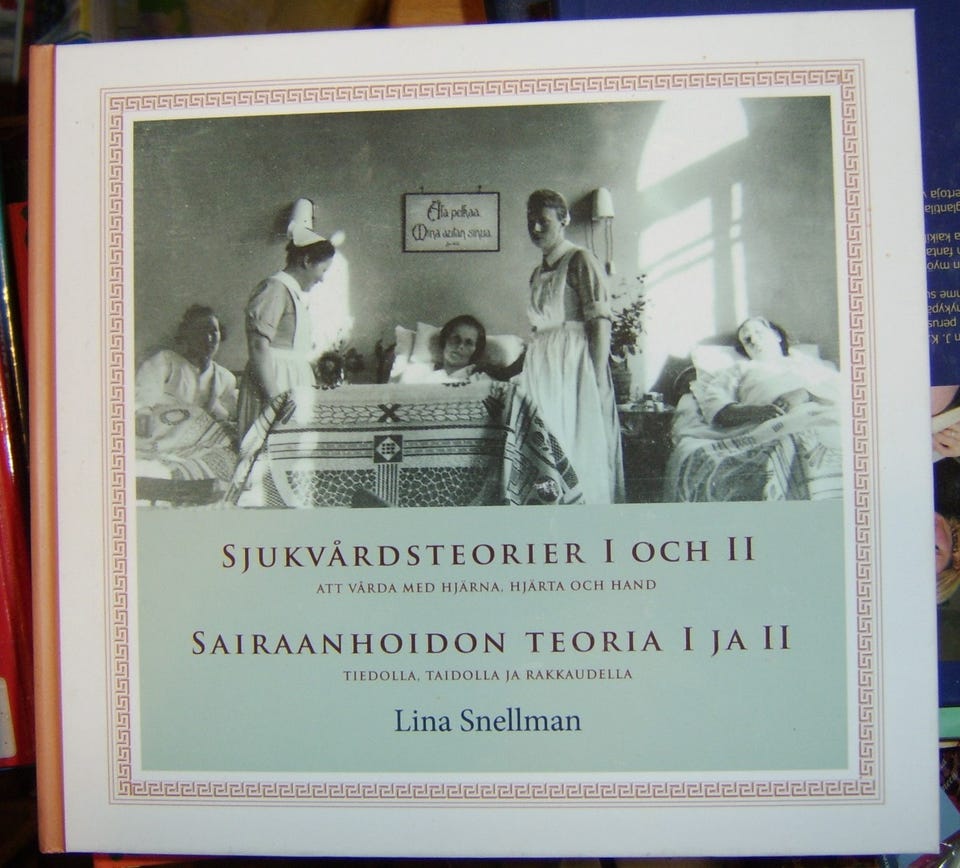 Älä pelkää
Minä autan sinua
SJUKVÅRDSTEORIER I OCH II
ATT VÅRDA MED HJÄRNA, HJÄRTA OCH HAND
SAIRAANHOIDON TEORIA I JA II
TIEDOLLA, TAIDOLLA JA RAKKAUDELLA
Lina Snellman